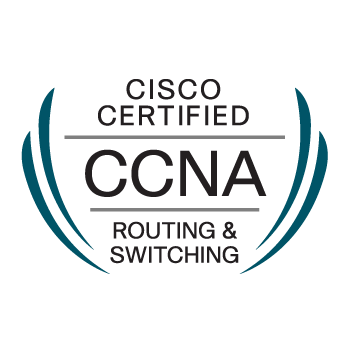 CISCO
CERTIFIED
CCNA
ROUTING &
SWITCHING